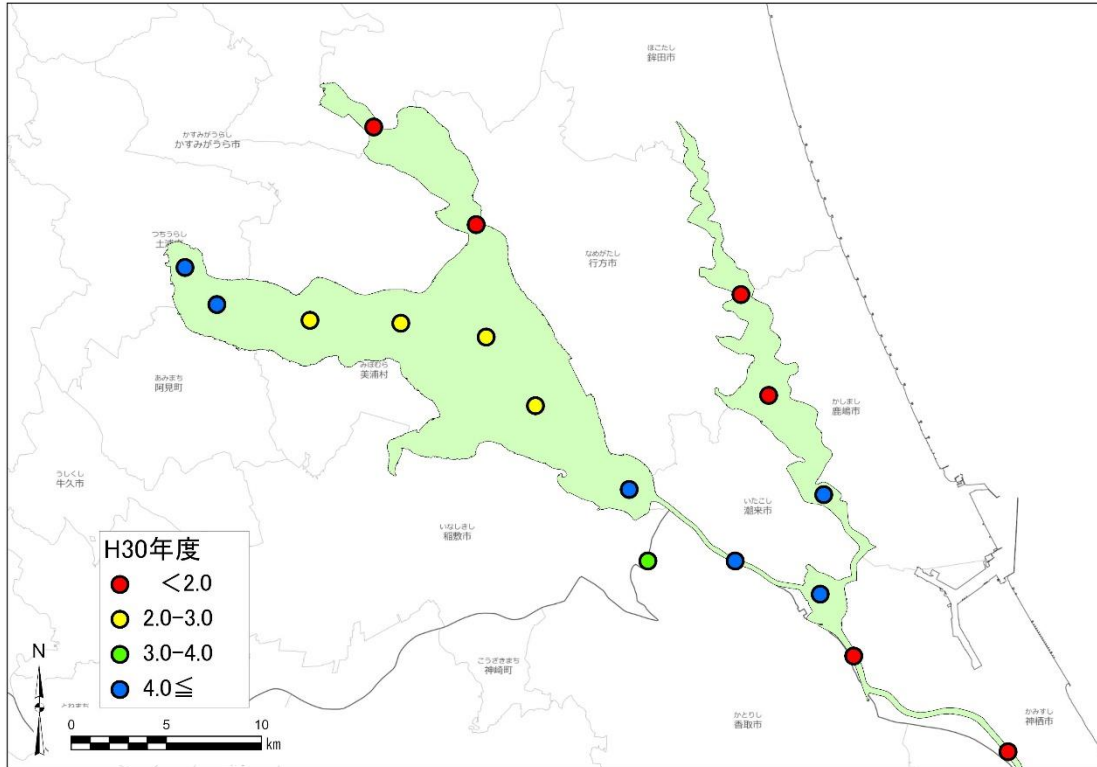 ほこたし
鉾田市
かすみがうらし
かすみがうら市
つちうらし
なめがたし
行方市
あみまち
阿見町
みほむら
美浦村
かしまし
鹿嶋市
うしくし
牛久市
いなしきし
稲敷市
いたこし
潮来市
H30年度
<2.0
2.0-3.0
3.0-4.0
4.0≦
N
こうざきまち
神崎町
とねまち
0 5 10
km
かとりし
香取市
かみすし
神栖市